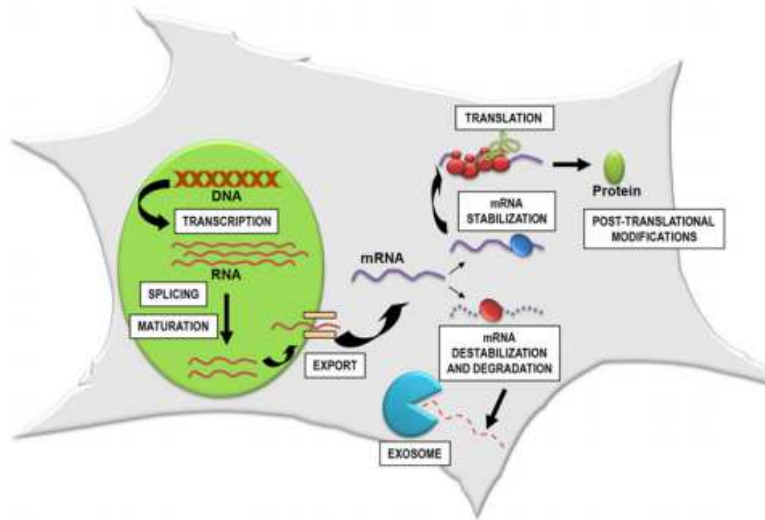 TRANSLATION
XXXXXXX
DNA
TRANSCRIPTION
RNA
SPLICING
MATURATION
EXPORT
mRNA
mRNA
STABILIZATION
Protein
POST-TRANSLATIONAL
MODIFICATIONS
mRNA
DESTABILIZATION
AND DEGRADATION
EXOSOME